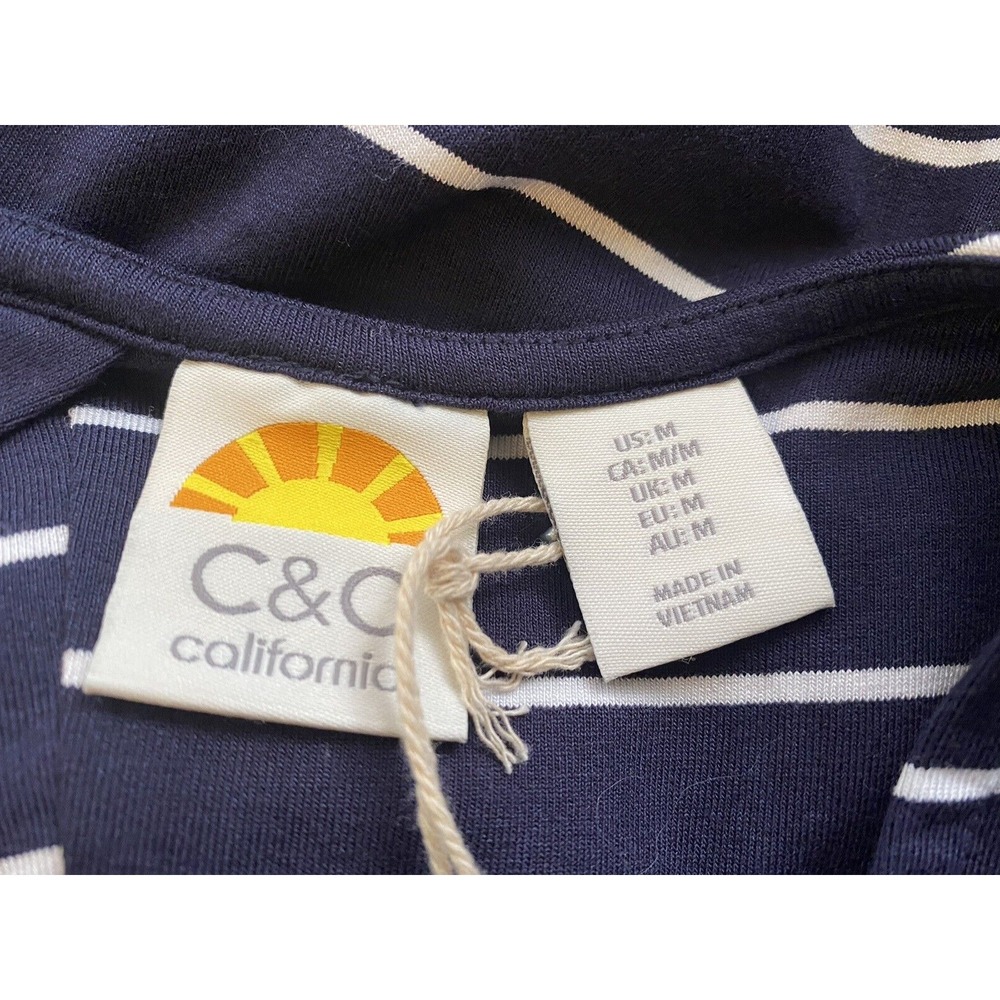 C&C
california
US: M
CA: M/M
UK: M
EU: M
AU: M
MADE IN
VIETNAM